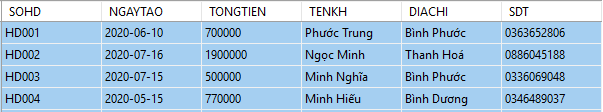 SOHD NGAYTAO TONGTIEN TENKH DIACHI SDT
HD001 2020-06-10 700000 Phước Trung Bình Phước 0363652806
HD002 2020-07-16 1900000 Ngọc Minh Thanh Hoá 0886045188
HD003 2020-07-15 500000 Minh Nghĩa Bình Phước 0336069048
HD004 2020-05-15 770000 Minh Hiếu Bình Dương 0346489037